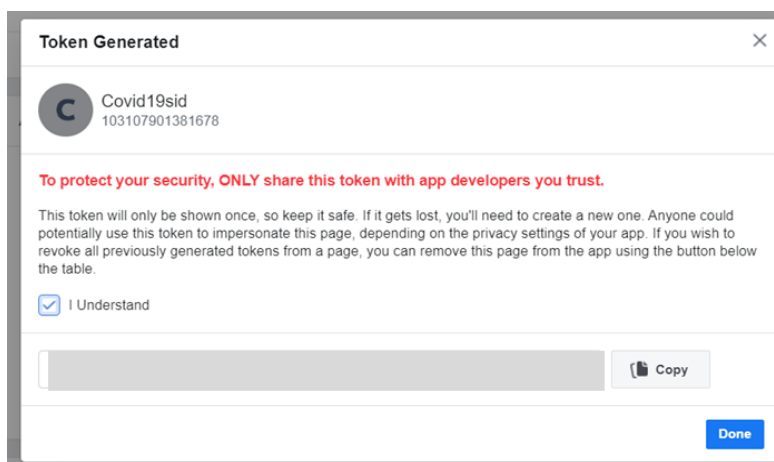 Token Generated
C
Covid19sid
103107901381678
To protect your security, ONLY share this token with app developers you trust.
This token will only be shown once, so keep it safe. If it gets lost, you'll need to create a new one. Anyone could
potentially use this token to impersonate this page, depending on the privacy settings of your app. If you wish to
revoke all previously generated tokens from a page, you can remove this page from the app using the button below
the table.
I Understand
Copy
Done